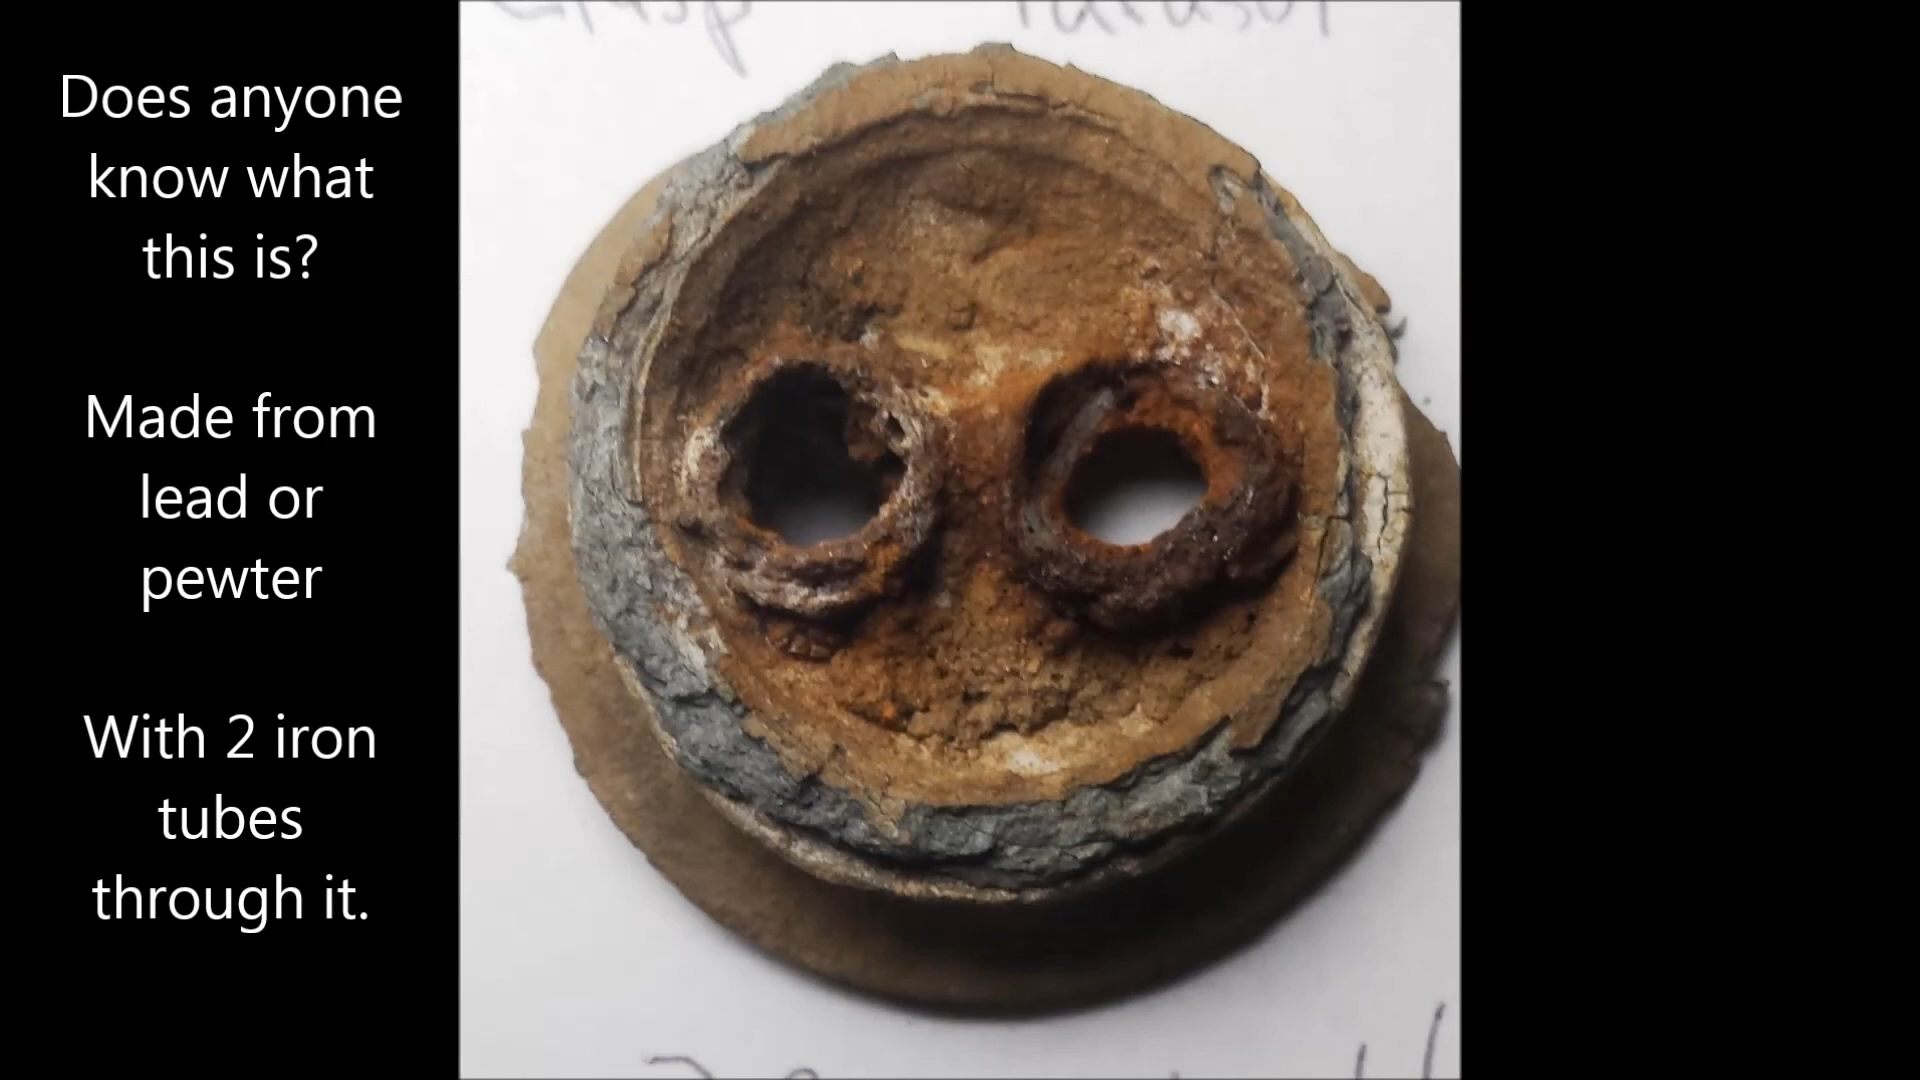 Does anyone
know what
this is?
Made from
lead or
pewter
With 2 iron
tubes
through it.